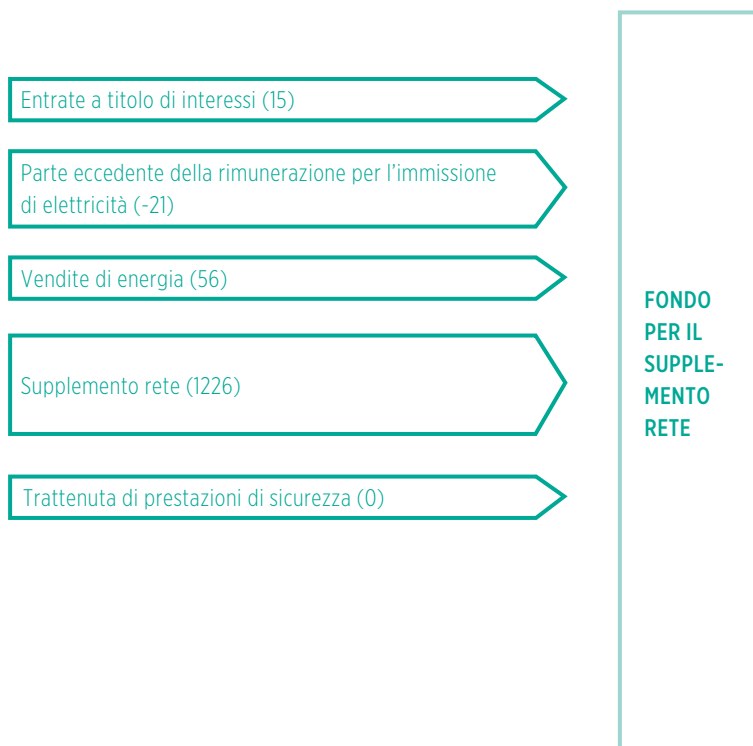 Entrate a titolo di interessi (15)
Parte eccedente della rimunerazione per l'immissione
di elettricità (-21)
Vendite di energia (56)
Supplemento rete (1226)
Trattenuta di prestazioni di sicurezza (0)
FONDO
PER IL
SUPPLE-
MENTO
RETE